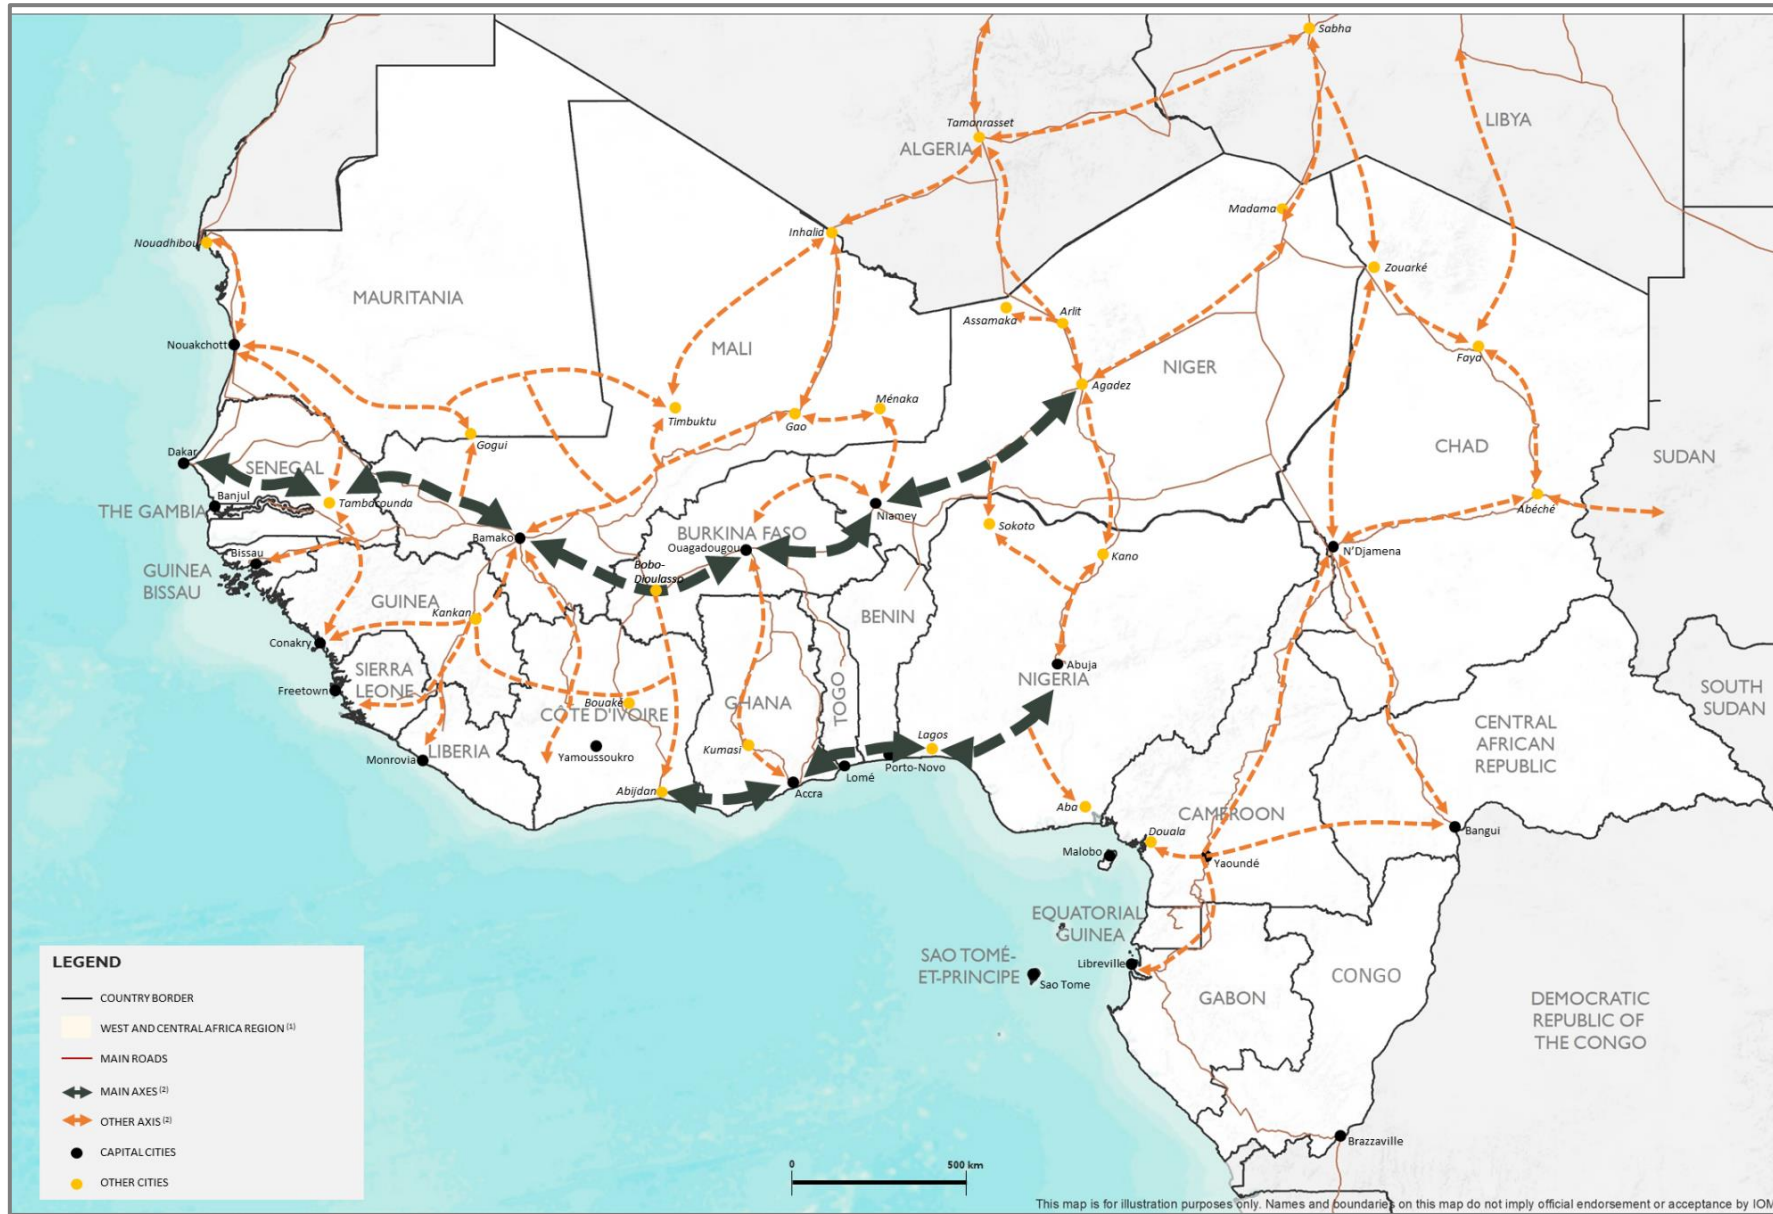 Sabha
Tamanrasset
ALGERIA
LIBYA
Madama
Nouadhibou
Inhalid
Zouarké
MAURITANIA
Assamaka
Arlit
Nouakchott
MALI
NIGER
Faya
Agadez
Ménaka
Timbuktu
Gao
Gogui
CHAD
SUDAN
Dakar
SENEGAL
Banjul
Tambacounda
THE GAMBIA
Niamey
Abéché
Sokoto
BURKINA FASO
Bamako
Ouagadougou
Kano
N'Djamena
Bissau
GUINEA
BISSAU
Bobo-
Dioulasso
GUINEA
Kankan
BENIN
Conakry
Abuja
NIGERIA
SIERRA
LEONE
Freetown
Bouaké
CÔTE D'IVOIRE
GHANA
TOGO
SOUTH
SUDAN
CENTRAL
AFRICAN
REPUBLIC
Yamoussoukro
Kumasi
Lagos
LIBERIA
Monrovia
Porto-Novo
Lomé
Abijdan
Accra
Aba
CAMEROON
Douala
Bangui
Malobo
Yaoundé
EQUATORIAL
GUINEA
SAO TOMÉ-
ET-PRINCIPE
Libreville
Sao Tome
GABON
CONGO
DEMOCRATIC
REPUBLIC OF
THE CONGO
Brazzaville
LEGEND
COUNTRY BORDER
WEST AND CENTRAL AFRICA REGION (1)
MAIN ROADS
MAIN AXES (2)
OTHER AXIS (2)
CAPITAL CITIES
OTHER CITIES
0 500 km
This map is for illustration purposes only. Names and boundaries on this map do not imply official endorsement or acceptance by IOM